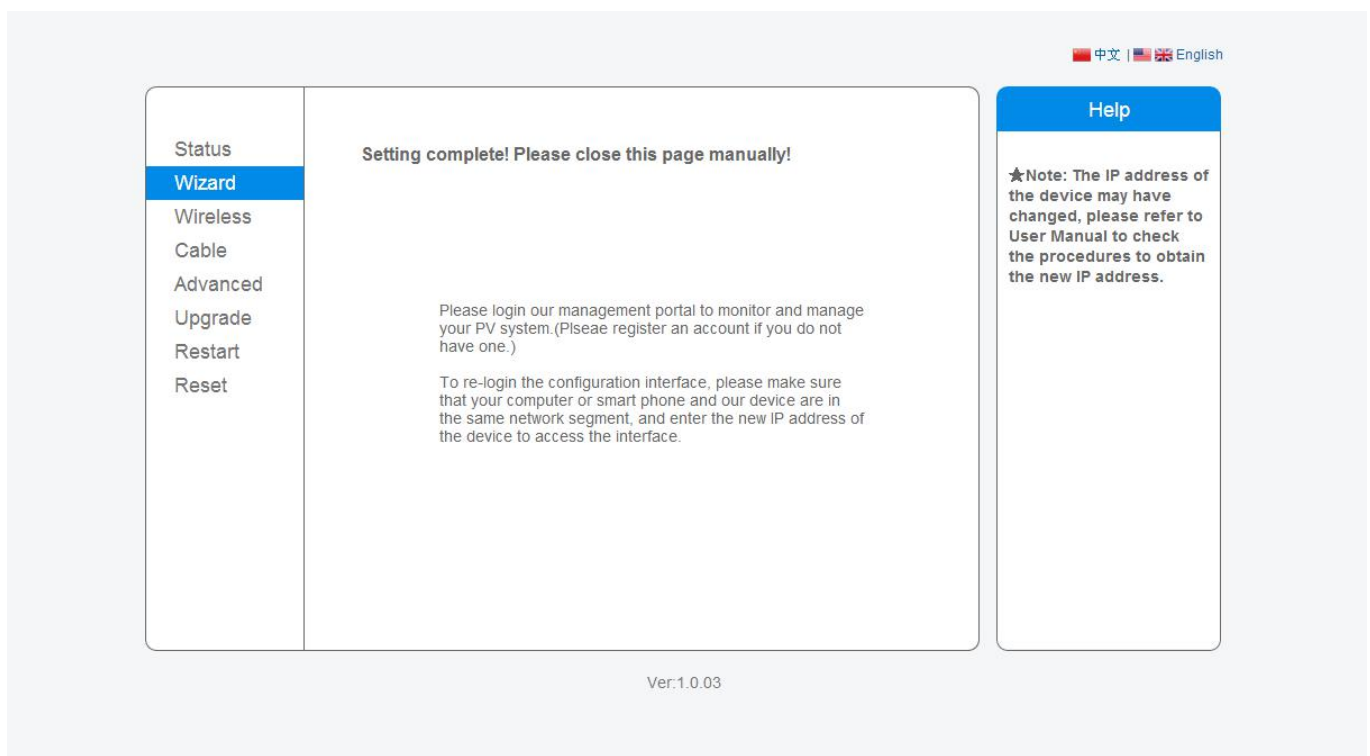 中文 | English
Help
Status
Wizard
Wireless
Cable
Advanced
Upgrade
Restart
Reset
Setting complete! Please close this page manually!
Please login our management portal to monitor and manage
your PV system.(Plseae register an account if you do not
have one.)
To re-login the configuration interface, please make sure
that your computer or smart phone and our device are in
the same network segment, and enter the new IP address of
the device to access the interface.
★Note: The IP address of
the device may have
changed, please refer to
User Manual to check
the procedures to obtain
the new IP address.
Ver:1.0.03